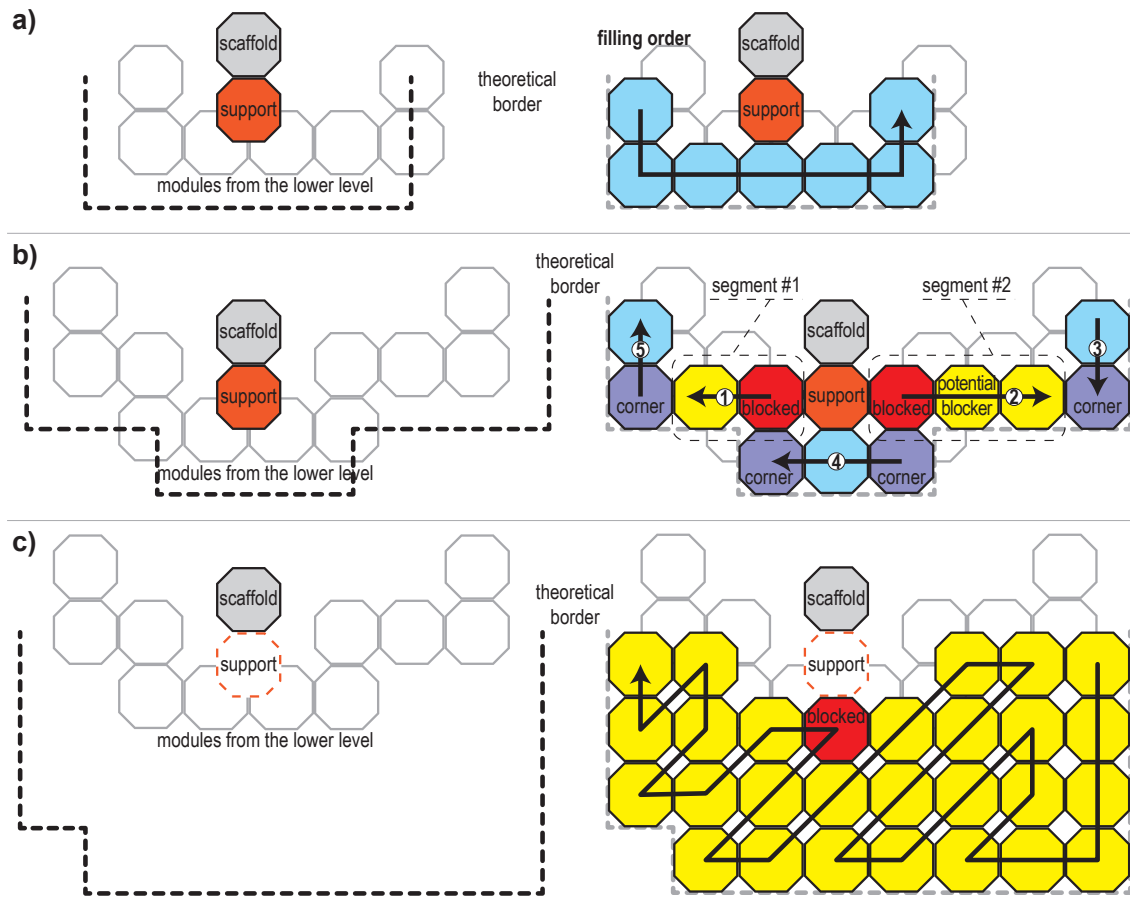 a)
scaffold
support
theoretical
border
modules from the lower level
filling order
scaffold
support
b)
scaffold
support
theoretical
border
modules from the lower level
segment #1
segment #2
scaffold
5
3
corner
1
blocked
support
blocked
potential
blocker
2
corner
corner
4
corner
c)
scaffold
support
theoretical
border
modules from the lower level
scaffold
support
blocked